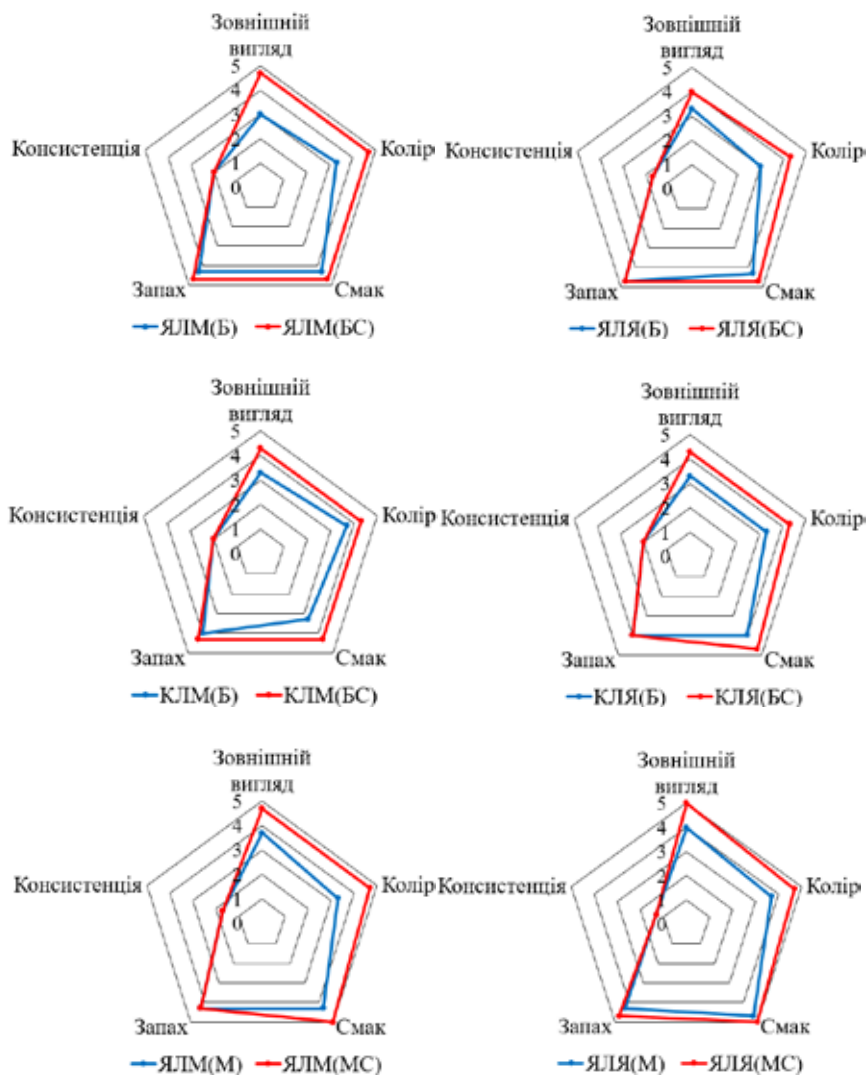 Зовнішній
вигляд
5
4
3
2
1
0
Консистенція
Колір
Запах
Смак
ЯЛМ(Б) ЯЛМ(БС)
Зовнішній
вигляд
5
4
3
2
1
0
Консистенція
Колір
Запах
Смак
ЯЛЯ(Б) ЯЛЯ(БС)
Зовнішній
вигляд
5
4
3
2
1
0
Консистенція
Колір
Запах
Смак
КЛМ(Б) КЛМ(БС)
Зовнішній
вигляд
5
4
3
2
1
0
Консистенція
Колір
Запах
Смак
КЛЯ(Б) КЛЯ(БС)
Зовнішній
вигляд
5
4
3
2
1
0
Консистенція
Колір
Запах
Смак
ЯЛМ(М) ЯЛМ(МС)
Зовнішній
вигляд
5
4
3
2
1
0
Консистенція
Колір
Запах
Смак
ЯЛЯ(М) ЯЛЯ(МС)